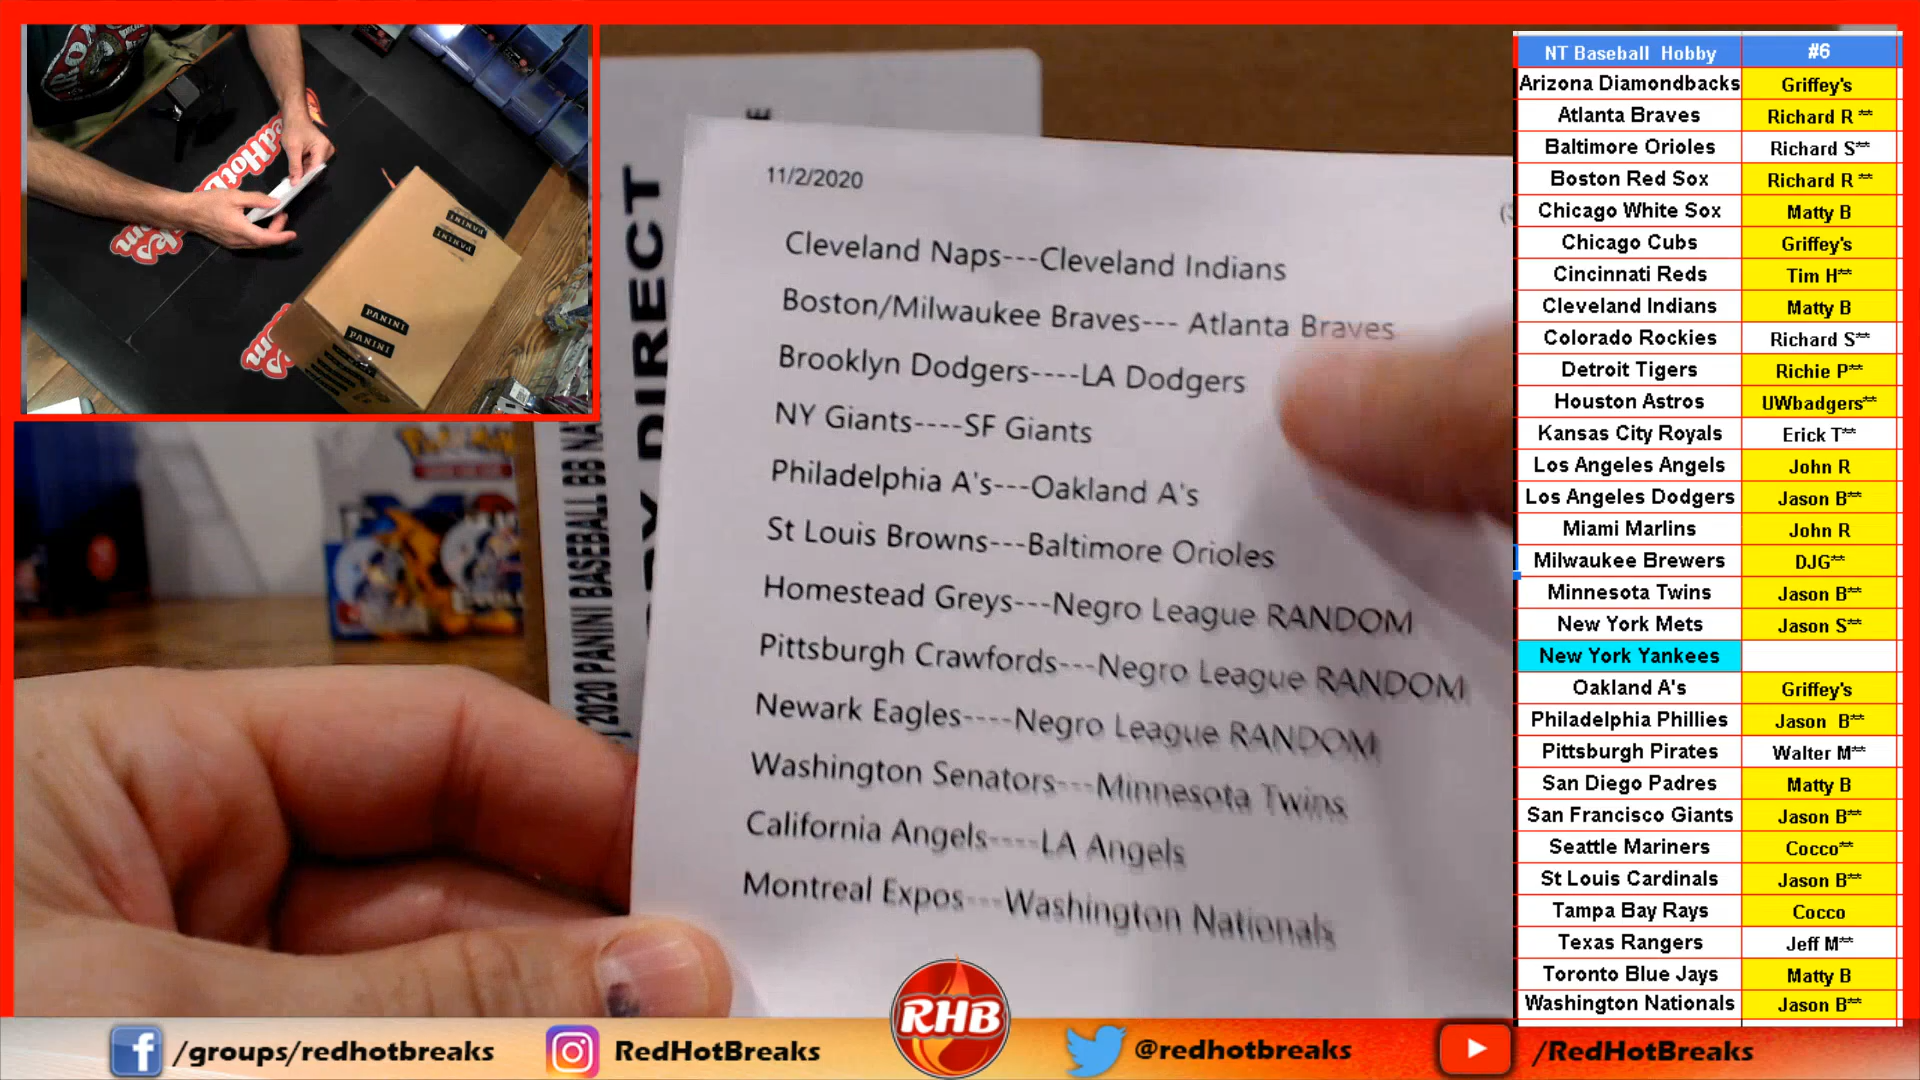 11/2/2020
Cleveland Naps---Cleveland Indians
Boston/Milwaukee Braves--- Atlanta Braves
Brooklyn Dodgers----LA Dodgers
NY Giants----SF Giants
Philadelphia A's---Oakland A's
St Louis Browns---Baltimore Orioles
Homestead Greys---Negro League RANDOM
Pittsburgh Crawfords---Negro League RANDOM
Newark Eagles----Negro League RANDOM
Washington Senators---Minnesota Twins
California Angels----LA Angels
Montreal Expos---Washington Nationals
2020 PANINI BASEBALL BB NA
DIRECT
PANINI
PANINI
PANINI
PANINI
NT Baseball Hobby #6
Arizona Diamondbacks Griffey's
Atlanta Braves Richard R **
Baltimore Orioles Richard S**
Boston Red Sox Richard R **
Chicago White Sox Matty B
Chicago Cubs Griffey's
Cincinnati Reds Tim H**
Cleveland Indians Matty B
Colorado Rockies Richard S**
Detroit Tigers Richie P**
Houston Astros UWbadgers**
Kansas City Royals Erick T**
Los Angeles Angels John R
Los Angeles Dodgers Jason B**
Miami Marlins John R
Milwaukee Brewers DJG**
Minnesota Twins Jason B**
New York Mets Jason S**
New York Yankees
Oakland A's Griffey's
Philadelphia Phillies Jason B**
Pittsburgh Pirates Walter M**
San Diego Padres Matty B
San Francisco Giants Jason B**
Seattle Mariners Cocco**
St Louis Cardinals Jason B**
Tampa Bay Rays Cocco
Texas Rangers Jeff M**
Toronto Blue Jays Matty B
Washington Nationals Jason B**
RHB
/groups/redhotbreaks
RedHotBreaks
@redhotbreaks
/RedHotBreaks